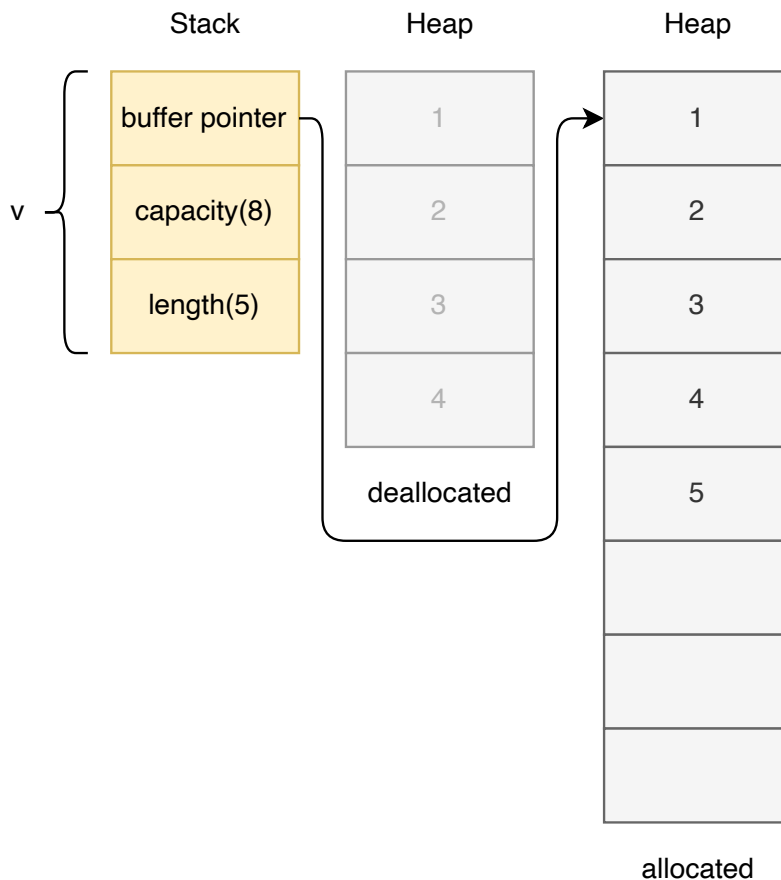 Stack
Heap
Heap
v
buffer pointer
capacity(8)
length(5)
1
2
3
4
deallocated
1
2
3
4
5
allocated